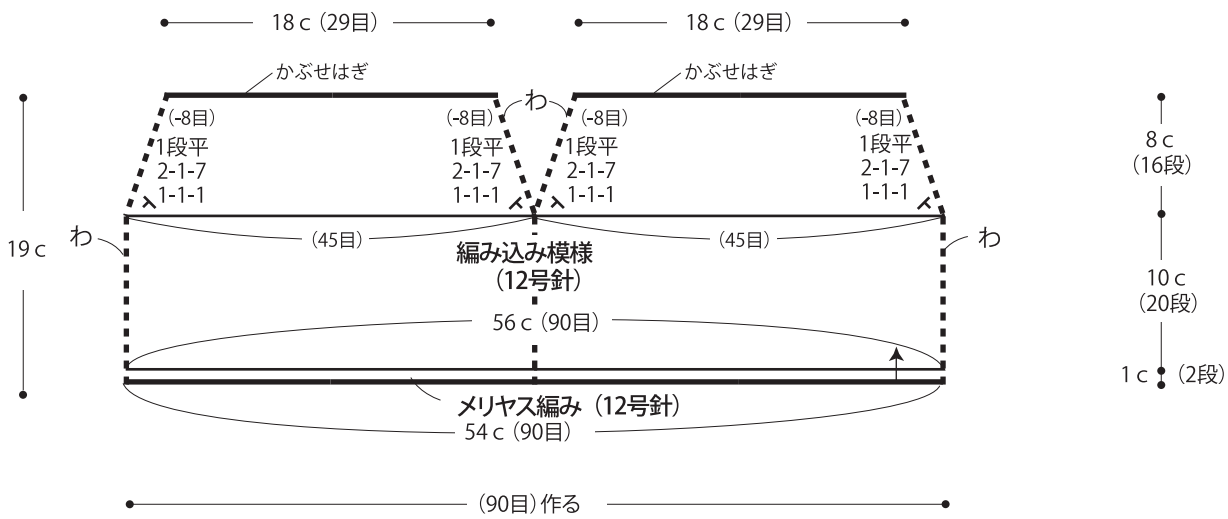 18 c (29目)
18 c (29目)
かぶせはぎ
かぶせはぎ
わ
(-8目)
1段平
2-1-7
1-1-1
(-8目)
1段平
2-1-7
1-1-1
(-8目)
1段平
2-1-7
1-1-1
(-8目)
1段平
2-1-7
1-1-1
8 c
(16段)
19 c
わ
(45目)
(45目)
わ
編み込み模様
(12号針)
10 c
(20段)
56 c (90目)
1 c (2段)
メリヤス編み (12号針)
54 c (90目)
(90目) 作る